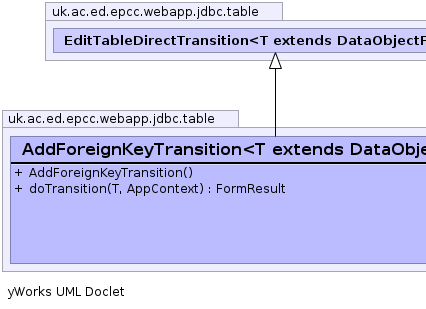 uk.ac.ed.epcc.webapp.jdbc.table
EditTableDirectTransition<T extends DataObjectF
uk.ac.ed.epcc.webapp.jdbc.table
AddForeignKeyTransition<T extends DataObje
+ AddForeignKeyTransition()
+ doTransition(T, AppContext) : FormResult
yWorks UML Doclet